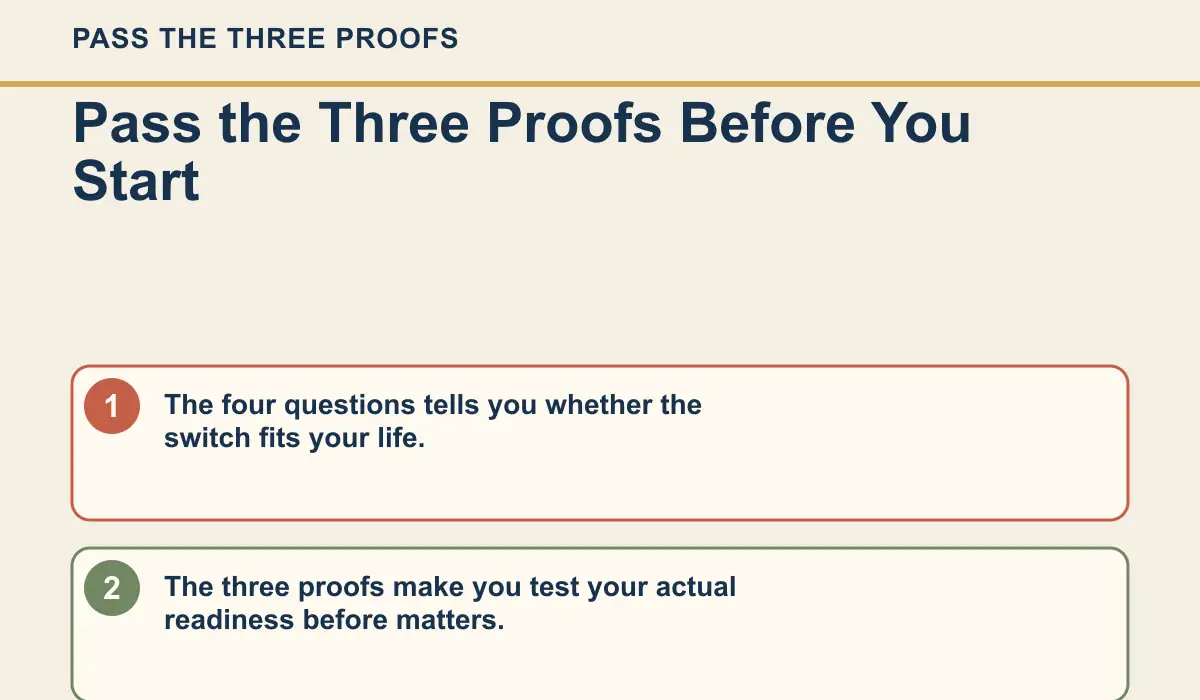 PASS THE THREE PROOFS
Pass the Three Proofs Before You
Start
1
The four questions tells you whether the
switch fits your life.
2
The three proofs make you test your actual
readiness before matters.